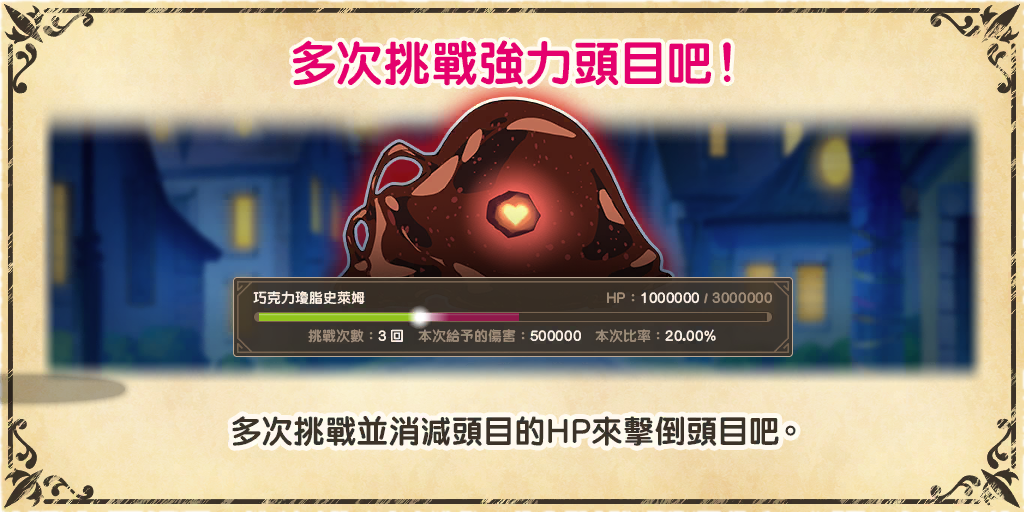 多次挑戰強力頭目吧！
巧克力瓊脂史萊姆 HP：1000000 / 3000000
挑戰次數：3 回 本次給予的傷害：500000 本次比率：20.00%
多次挑戰並消減頭目的HP來擊倒頭目吧。